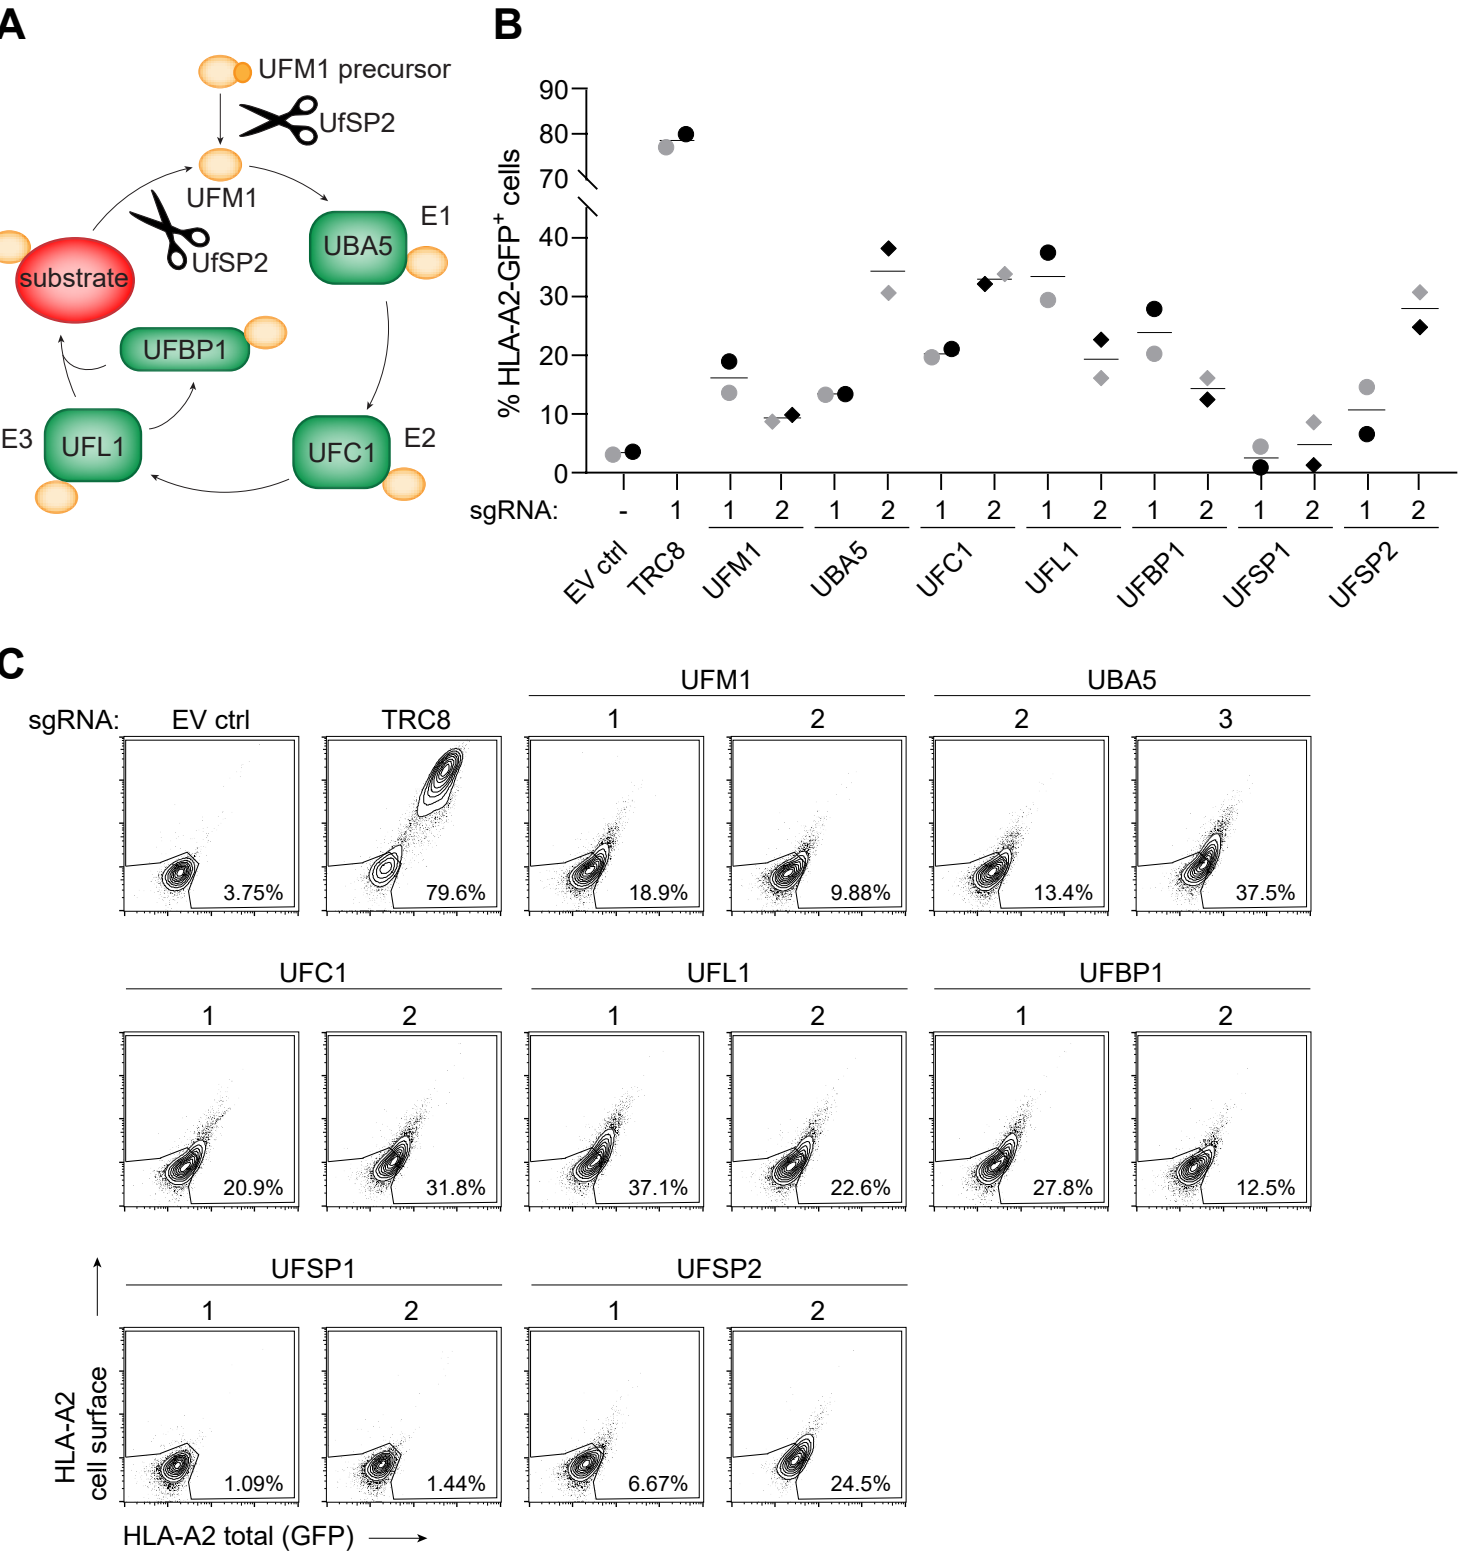 A
UFM1 precursor
UfSP2
UFM1
UBA5
E1
UfSP2
substrate
UFBP1
E3
UFL1
UFC1
E2
B
% HLA-A2-GFP+ cells
90
80
70
40
30
20
10
0
sgRNA: - 1 1 2 1 2 1 2 1 2 1 2 1 2 1 2
EV ctrl TRC8 UFM1 UBA5 UFC1 UFL1 UFBP1 UFSP1 UFSP2
C
UFM1 UBA5
sgRNA: EV ctrl TRC8 1 2 2 3
3.75% 79.6% 18.9% 9.88% 13.4% 37.5%
UFC1 UFL1 UFBP1
1 2 1 2 1 2
20.9% 31.8% 37.1% 22.6% 27.8% 12.5%
UFSP1 UFSP2
1 2 1 2
1.09% 1.44% 6.67% 24.5%
HLA-A2
cell surface
HLA-A2 total (GFP)